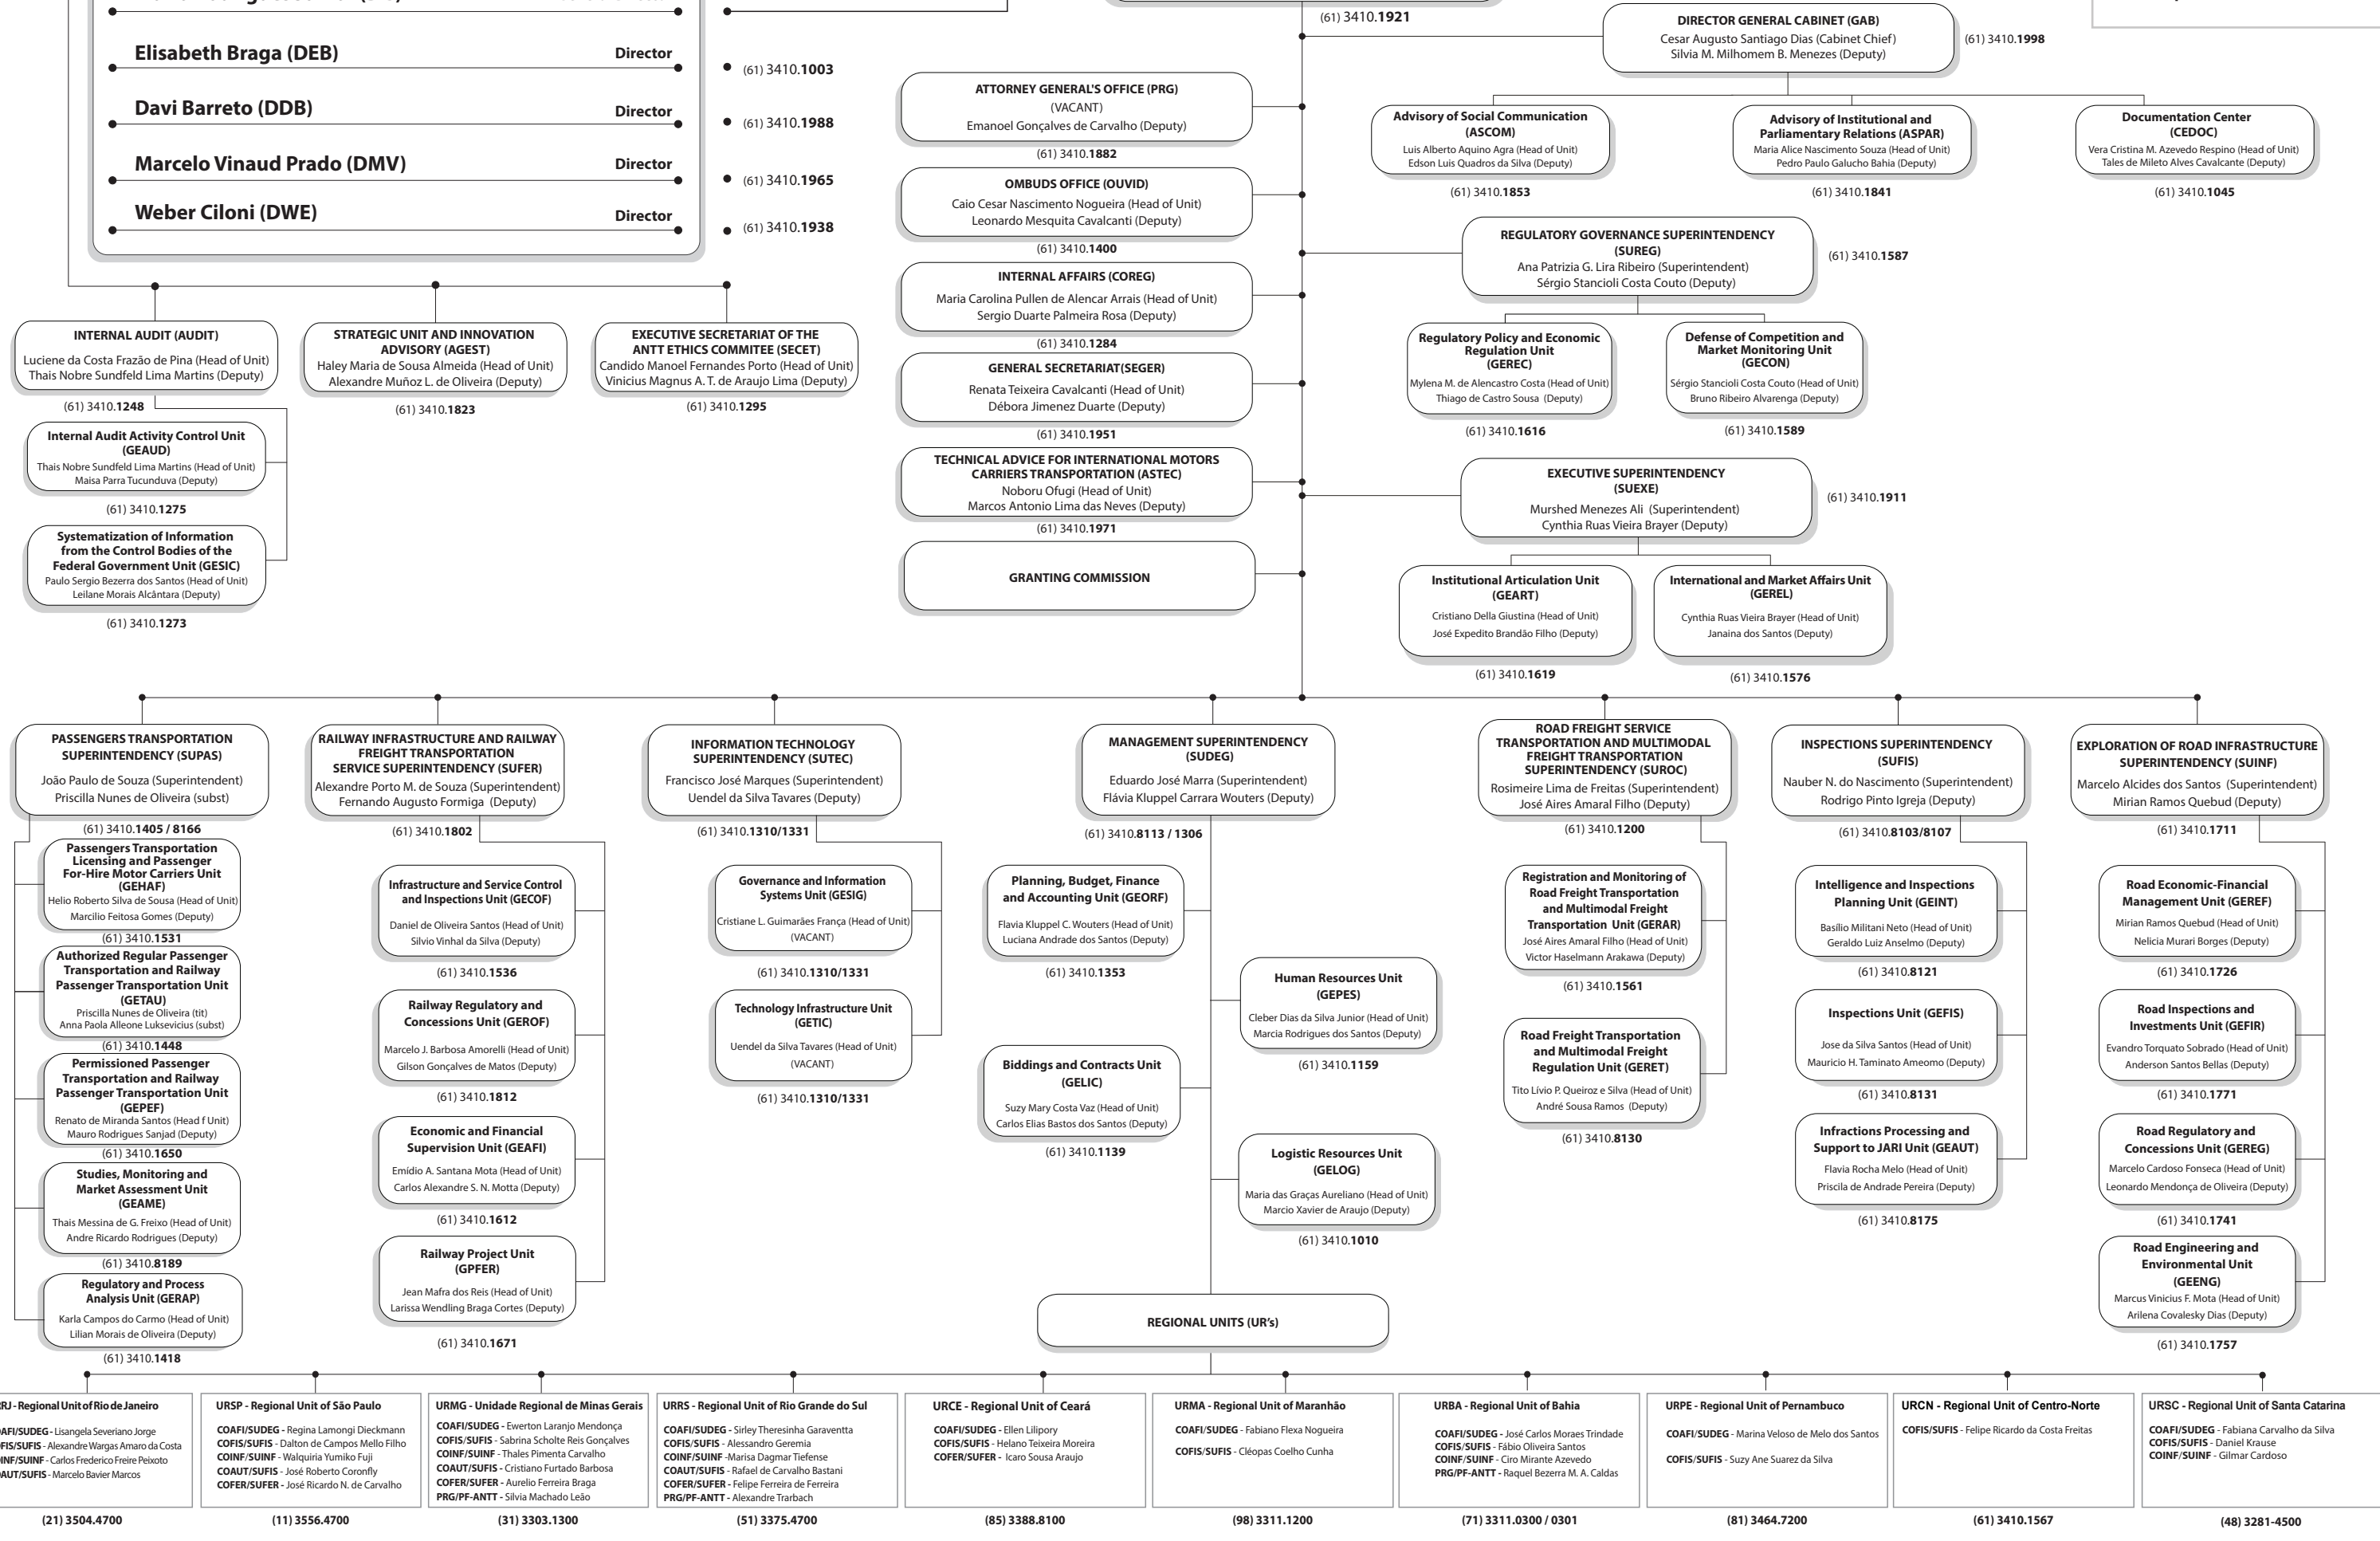 (61) 3410.1921
DIRECTOR GENERAL CABINET (GAB)
Cesar Augusto Santiago Dias (Cabinet Chief)
Silvia M. Milhomem B. Menezes (Deputy)
(61) 3410.1998
Elisabeth Braga (DEB) Director
(61) 3410.1003
Davi Barreto (DDB) Director
(61) 3410.1988
Marcelo Vinaud Prado (DMV) Director
(61) 3410.1965
Weber Ciloni (DWE) Director
(61) 3410.1938
ATTORNEY GENERAL'S OFFICE (PRG)
(VACANT)
Emanoel Gonçalves de Carvalho (Deputy)
(61) 3410.1882
OMBUDS OFFICE (OUVID)
Caio Cesar Nascimento Nogueira (Head of Unit)
Leonardo Mesquita Cavalcanti (Deputy)
(61) 3410.1400
INTERNAL AFFAIRS (COREG)
Maria Carolina Pullen de Alencar Arrais (Head of Unit)
Sergio Duarte Palmeira Rosa (Deputy)
(61) 3410.1284
GENERAL SECRETARIAT(SEGER)
Renata Teixeira Cavalcanti (Head of Unit)
Débora Jimenez Duarte (Deputy)
(61) 3410.1951
TECHNICAL ADVICE FOR INTERNATIONAL MOTORS
CARRIERS TRANSPORTATION (ASTEC)
Noboru Ofugi (Head of Unit)
Marcos Antonio Lima das Neves (Deputy)
(61) 3410.1971
GRANTING COMMISSION
Advisory of Social Communication
(ASCOM)
Luis Alberto Aquino Agra (Head of Unit)
Edson Luis Quadros da Silva (Deputy)
(61) 3410.1853
Advisory of Institutional and
Parliamentary Relations (ASPAR)
Maria Alice Nascimento Souza (Head of Unit)
Pedro Paulo Galucho Bahia (Deputy)
(61) 3410.1841
Documentation Center
(CEDOC)
Vera Cristina M. Azevedo Respino (Head of Unit)
Tales de Mileto Alves Cavalcante (Deputy)
(61) 3410.1045
REGULATORY GOVERNANCE SUPERINTENDENCY
(SUREG)
Ana Patrizia G. Lira Ribeiro (Superintendent)
Sérgio Stancioli Costa Couto (Deputy)
(61) 3410.1587
Regulatory Policy and Economic
Regulation Unit
(GEREC)
Mylena M. de Alencastro Costa (Head of Unit)
Thiago de Castro Sousa (Deputy)
(61) 3410.1616
Defense of Competition and
Market Monitoring Unit
(GECON)
Sérgio Stancioli Costa Couto (Head of Unit)
Bruno Ribeiro Alvarenga (Deputy)
(61) 3410.1589
EXECUTIVE SUPERINTENDENCY
(SUEXE)
Murshed Menezes Ali (Superintendent)
Cynthia Ruas Vieira Brayer (Deputy)
(61) 3410.1911
Institutional Articulation Unit
(GEART)
Cristiano Della Giustina (Head of Unit)
José Expedito Brandão Filho (Deputy)
(61) 3410.1619
International and Market Affairs Unit
(GEREL)
Cynthia Ruas Vieira Brayer (Head of Unit)
Janaina dos Santos (Deputy)
(61) 3410.1576
INTERNAL AUDIT (AUDIT)
Luciene da Costa Frazão de Pina (Head of Unit)
Thais Nobre Sundfeld Lima Martins (Deputy)
(61) 3410.1248
STRATEGIC UNIT AND INNOVATION
ADVISORY (AGEST)
Haley Maria de Sousa Almeida (Head of Unit)
Alexandre Muñoz L. de Oliveira (Deputy)
(61) 3410.1823
EXECUTIVE SECRETARIAT OF THE
ANTT ETHICS COMMITEE (SECET)
Candido Manoel Fernandes Porto (Head of Unit)
Vinicius Magnus A. T. de Araujo Lima (Deputy)
(61) 3410.1295
Internal Audit Activity Control Unit
(GEAUD)
Thais Nobre Sundfeld Lima Martins (Head of Unit)
Maisa Parra Tucunduva (Deputy)
(61) 3410.1275
Systematization of Information
from the Control Bodies of the
Federal Government Unit (GESIC)
Paulo Sergio Bezerra dos Santos (Head of Unit)
Leilane Morais Alcântara (Deputy)
(61) 3410.1273
PASSENGERS TRANSPORTATION
SUPERINTENDENCY (SUPAS)
João Paulo de Souza (Superintendent)
Priscilla Nunes de Oliveira (subst)
(61) 3410.1405 / 8166
Passengers Transportation
Licensing and Passenger
For-Hire Motor Carriers Unit
(GEHAF)
Helio Roberto Silva de Sousa (Head of Unit)
Marcilio Feitosa Gomes (Deputy)
(61) 3410.1531
Authorized Regular Passenger
Transportation and Railway
Passenger Transportation Unit
(GETAU)
Priscilla Nunes de Oliveira (tit)
Anna Paola Alleone Luksevicius (subst)
(61) 3410.1448
Permissioned Passenger
Transportation and Railway
Passenger Transportation Unit
(GEPEF)
Renato de Miranda Santos (Head f Unit)
Mauro Rodrigues Sanjad (Deputy)
(61) 3410.1650
Studies, Monitoring and
Market Assessment Unit
(GEAME)
Thais Messina de G. Freixo (Head of Unit)
Andre Ricardo Rodrigues (Deputy)
(61) 3410.8189
Regulatory and Process
Analysis Unit (GERAP)
Karla Campos do Carmo (Head of Unit)
Lilian Morais de Oliveira (Deputy)
(61) 3410.1418
RAILWAY INFRASTRUCTURE AND RAILWAY
FREIGHT TRANSPORTATION
SERVICE SUPERINTENDENCY (SUFER)
Alexandre Porto M. de Souza (Superintendent)
Fernando Augusto Formiga (Deputy)
(61) 3410.1802
Infrastructure and Service Control
and Inspections Unit (GECOF)
Daniel de Oliveira Santos (Head of Unit)
Silvio Vinhal da Silva (Deputy)
(61) 3410.1536
Railway Regulatory and
Concessions Unit (GEROF)
Marcelo J. Barbosa Amorelli (Head of Unit)
Gilson Gonçalves de Matos (Deputy)
(61) 3410.1812
Economic and Financial
Supervision Unit (GEAFI)
Emídio A. Santana Mota (Head of Unit)
Carlos Alexandre S. N. Motta (Deputy)
(61) 3410.1612
Railway Project Unit
(GPFER)
Jean Mafra dos Reis (Head of Unit)
Larissa Wendling Braga Cortes (Deputy)
(61) 3410.1671
INFORMATION TECHNOLOGY
SUPERINTENDENCY (SUTEC)
Francisco José Marques (Superintendent)
Uendel da Silva Tavares (Deputy)
(61) 3410.1310/1331
Governance and Information
Systems Unit (GESIG)
Cristiane L. Guimarães França (Head of Unit)
(VACANT)
(61) 3410.1310/1331
Technology Infrastructure Unit
(GETIC)
Uendel da Silva Tavares (Head of Unit)
(VACANT)
(61) 3410.1310/1331
MANAGEMENT SUPERINTENDENCY
(SUDEG)
Eduardo José Marra (Superintendent)
Flávia Kluppel Carrara Wouters (Deputy)
(61) 3410.8113 / 1306
Planning, Budget, Finance
and Accounting Unit (GEORF)
Flavia Kluppel C. Wouters (Head of Unit)
Luciana Andrade dos Santos (Deputy)
(61) 3410.1353
Human Resources Unit
(GEPES)
Cleber Dias da Silva Junior (Head of Unit)
Marcia Rodrigues dos Santos (Deputy)
(61) 3410.1159
Biddings and Contracts Unit
(GELIC)
Suzy Mary Costa Vaz (Head of Unit)
Carlos Elias Bastos dos Santos (Deputy)
(61) 3410.1139
Logistic Resources Unit
(GELOG)
Maria das Graças Aureliano (Head of Unit)
Marcio Xavier de Araujo (Deputy)
(61) 3410.1010
ROAD FREIGHT SERVICE
TRANSPORTATION AND MULTIMODAL
FREIGHT TRANSPORTATION
SUPERINTENDENCY (SUROC)
Rosimeire Lima de Freitas (Superintendent)
José Aires Amaral Filho (Deputy)
(61) 3410.1200
Registration and Monitoring of
Road Freight Transportation
and Multimodal Freight
Transportation Unit (GERAR)
José Aires Amaral Filho (Head of Unit)
Victor Haselmann Arakawa (Deputy)
(61) 3410.1561
Road Freight Transportation
and Multimodal Freight
Regulation Unit (GERET)
Tito Lívio P. Queiroz e Silva (Head of Unit)
André Sousa Ramos (Deputy)
(61) 3410.8130
INSPECTIONS SUPERINTENDENCY
(SUFIS)
Nauber N. do Nascimento (Superintendent)
Rodrigo Pinto Igreja (Deputy)
(61) 3410.8103/8107
Intelligence and Inspections
Planning Unit (GEINT)
Basílio Militani Neto (Head of Unit)
Geraldo Luiz Anselmo (Deputy)
(61) 3410.8121
Inspections Unit (GEFIS)
Jose da Silva Santos (Head of Unit)
Mauricio H. Taminato Ameomo (Deputy)
(61) 3410.8131
Infractions Processing and
Support to JARI Unit (GEAUT)
Flavia Rocha Melo (Head of Unit)
Priscila de Andrade Pereira (Deputy)
(61) 3410.8175
EXPLORATION OF ROAD INFRASTRUCTURE
SUPERINTENDENCY (SUINF)
Marcelo Alcides dos Santos (Superintendent)
Mirian Ramos Quebud (Deputy)
(61) 3410.1711
Road Economic-Financial
Management Unit (GEREF)
Mirian Ramos Quebud (Head of Unit)
Nelicia Murari Borges (Deputy)
(61) 3410.1726
Road Inspections and
Investments Unit (GEFIR)
Evandro Torquato Sobrado (Head of Unit)
Anderson Santos Bellas (Deputy)
(61) 3410.1771
Road Regulatory and
Concessions Unit (GEREG)
Marcelo Cardoso Fonseca (Head of Unit)
Leonardo Mendonça de Oliveira (Deputy)
(61) 3410.1741
Road Engineering and
Environmental Unit
(GEENG)
Marcus Vinicius F. Mota (Head of Unit)
Arilena Covalesky Dias (Deputy)
(61) 3410.1757
REGIONAL UNITS (UR's)
RJ - Regional Unit of Rio de Janeiro
AFI/SUDEG - Lisangela Severiano Jorge
FIS/SUFIS - Alexandre Wargas Amaro da Costa
INF/SUINF - Carlos Frederico Freire Peixoto
AUT/SUFIS - Marcelo Bavier Marcos
(21) 3504.4700
URSP - Regional Unit of São Paulo
COAFI/SUDEG - Regina Lamongi Dieckmann
COFIS/SUFIS - Dalton de Campos Mello Filho
COINF/SUINF - Walquiria Yumiko Fuji
COAUT/SUFIS - José Roberto Coronfly
COFER/SUFER - José Ricardo N. de Carvalho
(11) 3556.4700
URMG - Unidade Regional de Minas Gerais
COAFI/SUDEG - Ewerton Laranjo Mendonça
COFIS/SUFIS - Sabrina Scholte Reis Gonçalves
COINF/SUINF - Thales Pimenta Carvalho
COAUT/SUFIS - Cristiano Furtado Barbosa
COFER/SUFER - Aurelio Ferreira Braga
PRG/PF-ANTT - Silvia Machado Leão
(31) 3303.1300
URRS - Regional Unit of Rio Grande do Sul
COAFI/SUDEG - Sirley Theresinha Garaventta
COFIS/SUFIS - Alessandro Geremia
COINF/SUINF -Marisa Dagmar Tiefense
COAUT/SUFIS - Rafael de Carvalho Bastani
COFER/SUFER - Felipe Ferreira de Ferreira
PRG/PF-ANTT - Alexandre Trarbach
(51) 3375.4700
URCE - Regional Unit of Ceará
COAFI/SUDEG - Ellen Lilipory
COFIS/SUFIS - Helano Teixeira Moreira
COFER/SUFER - Icaro Sousa Araujo
(85) 3388.8100
URMA - Regional Unit of Maranhão
COAFI/SUDEG - Fabiano Flexa Nogueira
COFIS/SUFIS - Cléopas Coelho Cunha
(98) 3311.1200
URBA - Regional Unit of Bahia
COAFI/SUDEG - José Carlos Moraes Trindade
COFIS/SUFIS - Fábio Oliveira Santos
COINF/SUINF - Ciro Mirante Azevedo
PRG/PF-ANTT - Raquel Bezerra M. A. Caldas
(71) 3311.0300 / 0301
URPE - Regional Unit of Pernambuco
COAFI/SUDEG - Marina Veloso de Melo dos Santos
COFIS/SUFIS - Suzy Ane Suarez da Silva
(81) 3464.7200
URCN - Regional Unit of Centro-Norte
COFIS/SUFIS - Felipe Ricardo da Costa Freitas
(61) 3410.1567
URSC - Regional Unit of Santa Catarina
COAFI/SUDEG - Fabiana Carvalho da Silva
COFIS/SUFIS - Daniel Krause
COINF/SUINF - Gilmar Cardoso
(48) 3281-4500